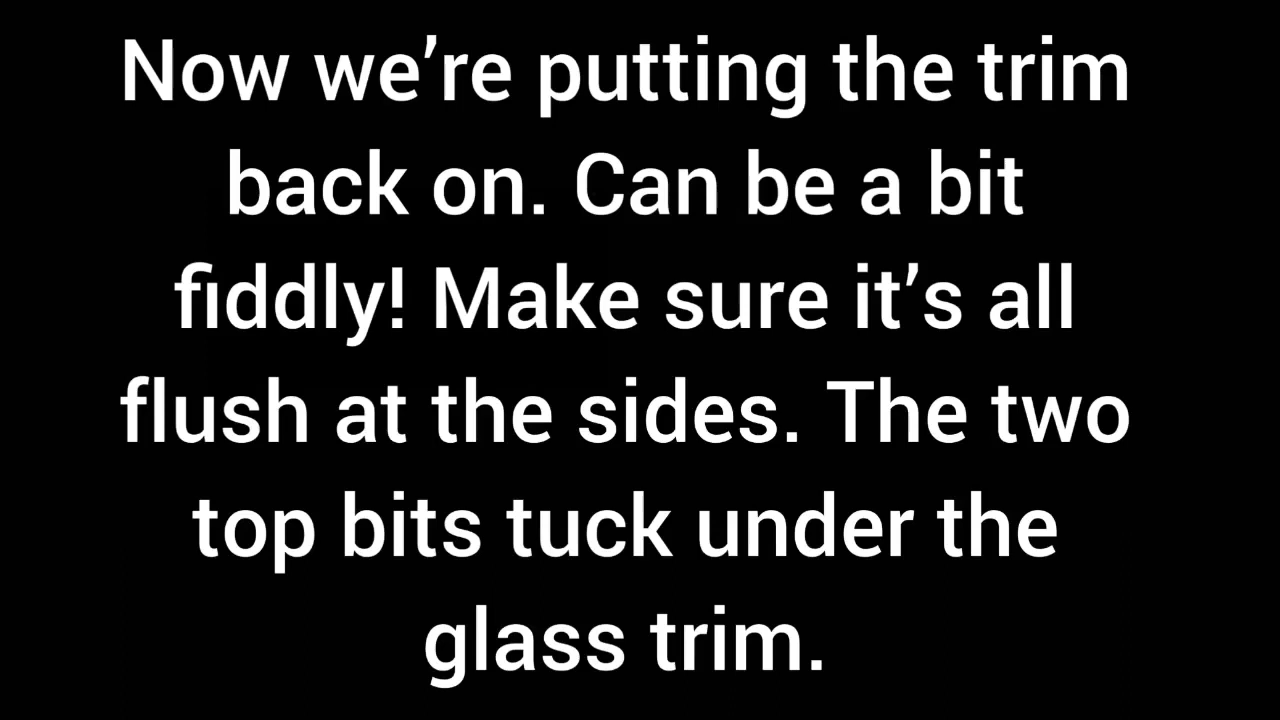 Now we’re putting the trim
back on. Can be a bit
fiddly! Make sure it’s all
flush at the sides. The two
top bits tuck under the
glass trim.